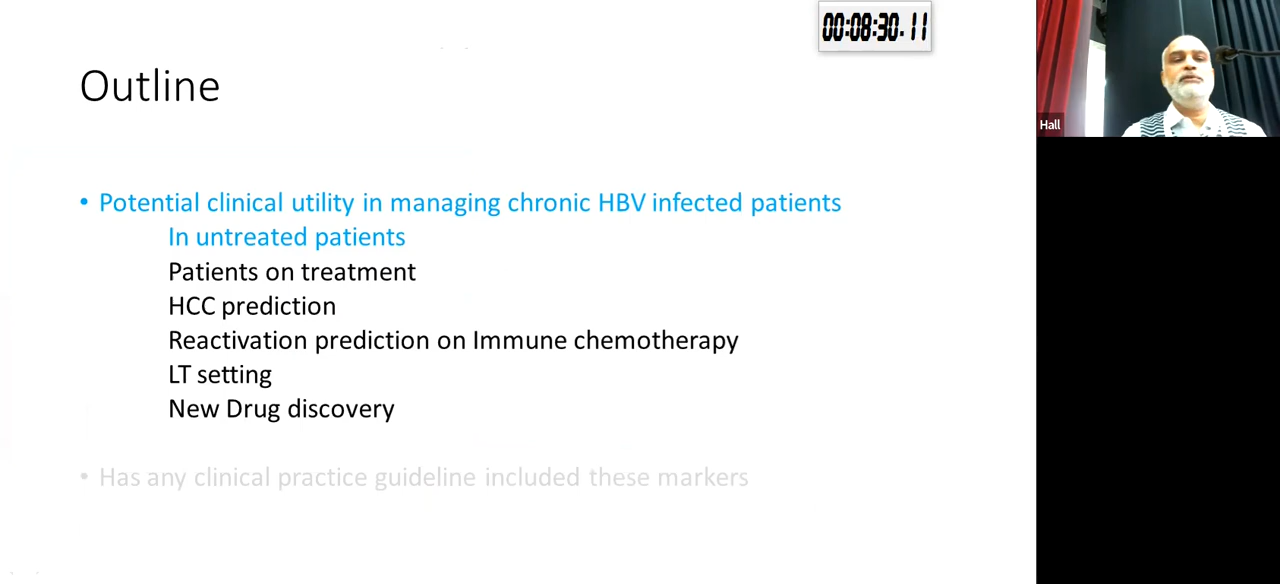 00:08:30.11
Outline
Hall
• Potential clinical utility in managing chronic HBV infected patients
In untreated patients
Patients on treatment
HCC prediction
Reactivation prediction on Immune chemotherapy
LT setting
New Drug discovery
• Has any clinical practice guideline included these markers